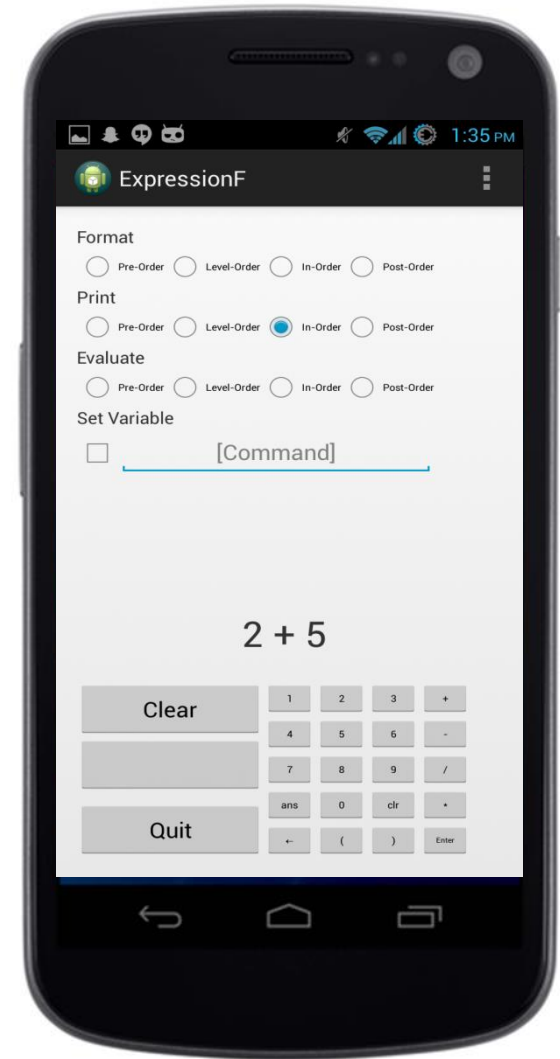 1:35 PM
ExpressionF
Format
Pre-Order Level-Order In-Order Post-Order
Print
Pre-Order Level-Order In-Order Post-Order
Evaluate
Pre-Order Level-Order In-Order Post-Order
Set Variable
[Command]
2 + 5
Clear
Quit
1 2 3 +
4 5 6 -
7 8 9 /
ans 0 clr *
← ( ) Enter